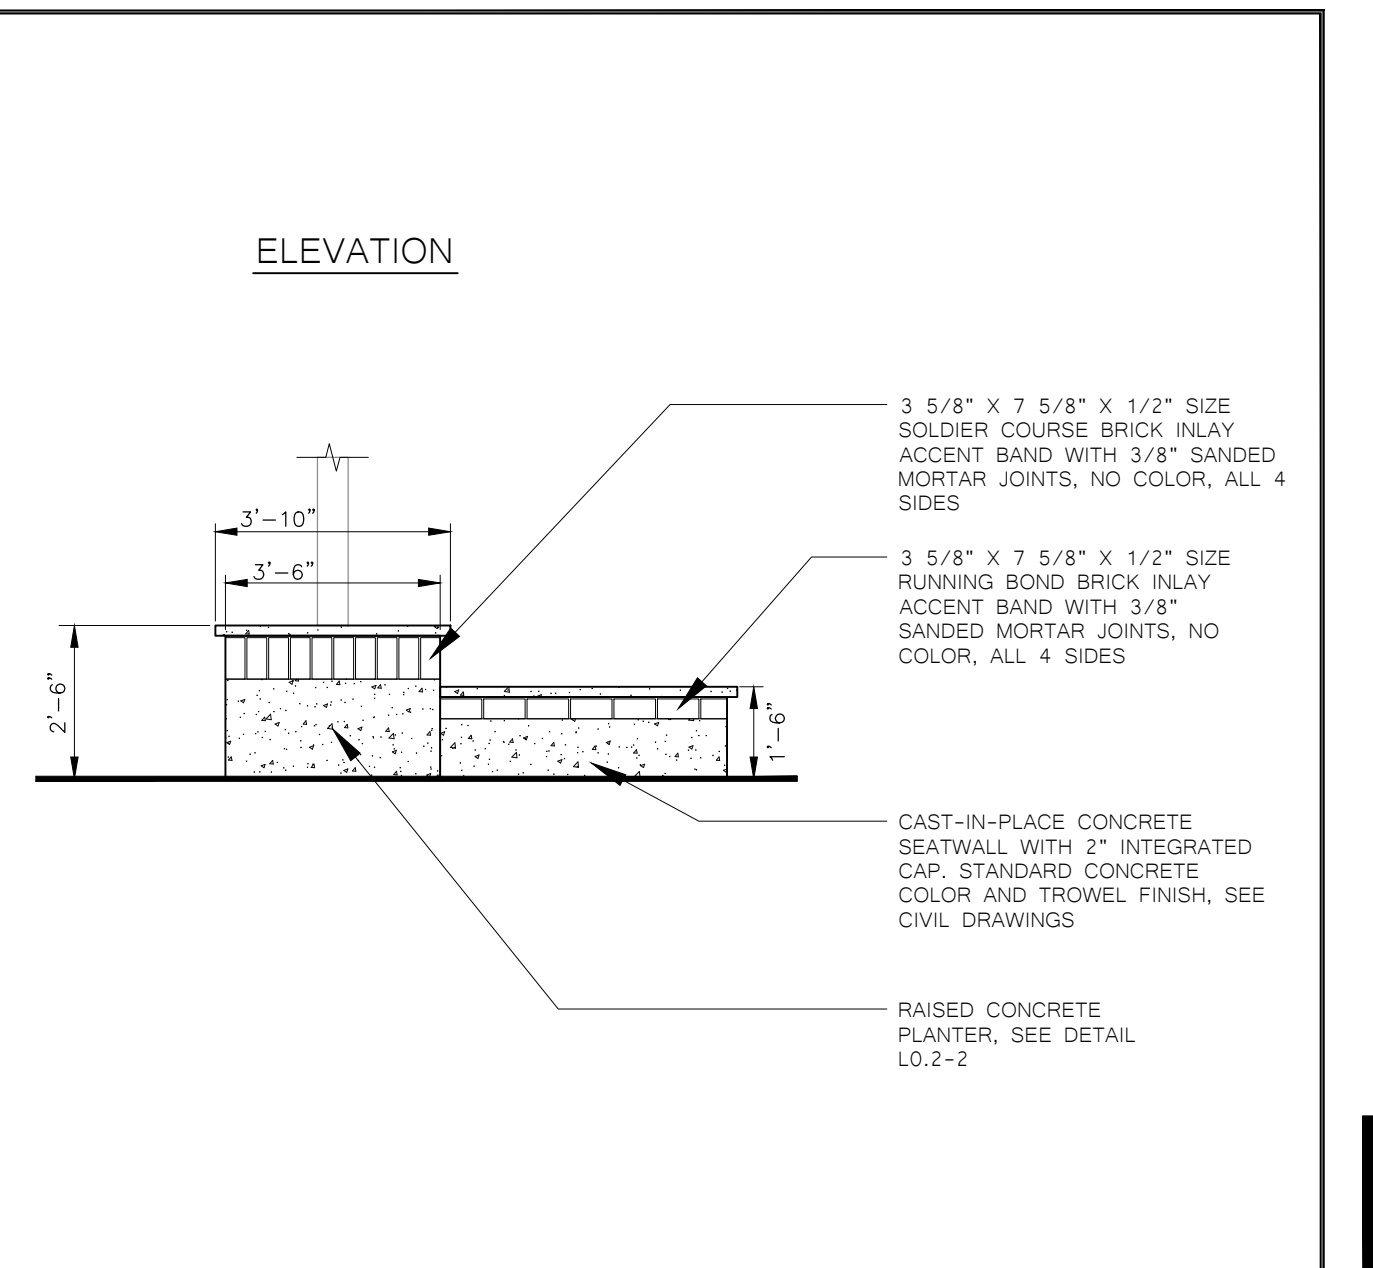 ELEVATION
3 5/8" X 7 5/8" X 1/2" SIZE
SOLDIER COURSE BRICK INLAY
ACCENT BAND WITH 3/8" SANDED
MORTAR JOINTS, NO COLOR, ALL 4
SIDES
3'-10"
3'-6"
3 5/8" X 7 5/8" X 1/2" SIZE
RUNNING BOND BRICK INLAY
ACCENT BAND WITH 3/8"
SANDED MORTAR JOINTS, NO
COLOR, ALL 4 SIDES
2'-6"
1'-6"
CAST-IN-PLACE CONCRETE
SEATWALL WITH 2" INTEGRATED
CAP. STANDARD CONCRETE
COLOR AND TROWEL FINISH, SEE
CIVIL DRAWINGS
RAISED CONCRETE
PLANTER, SEE DETAIL
L0.2-2